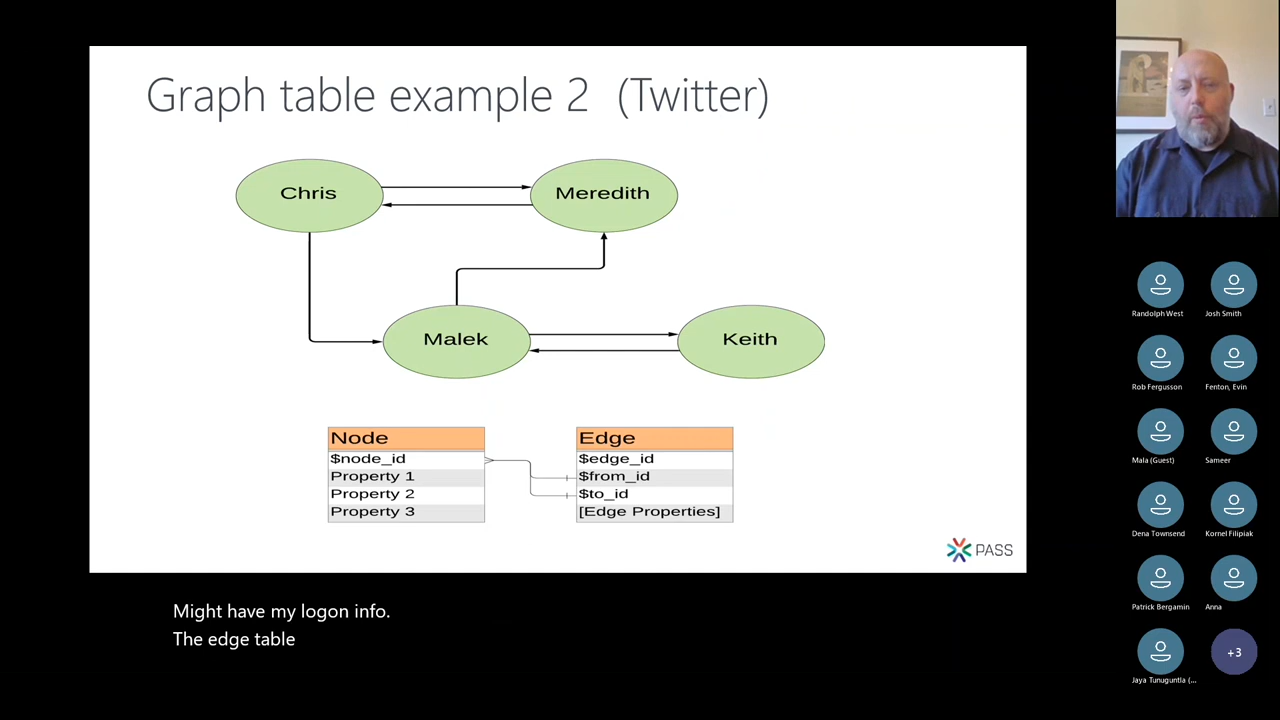 Graph table example 2 (Twitter)
Chris
Meredith
Malek
Keith
Node
$node_id
Property 1
Property 2
Property 3
Edge
$edge_id
$from_id
$to_id
[Edge Properties]
PASS
Might have my logon info.
The edge table
Randolph West
Josh Smith
Rob Fergusson
Fenton, Evin
Mala (Guest)
Sameer
Dena Townsend
Kornel Filipiak
Patrick Bergamin
Anna
Jaya Tunuguntla (...
+3